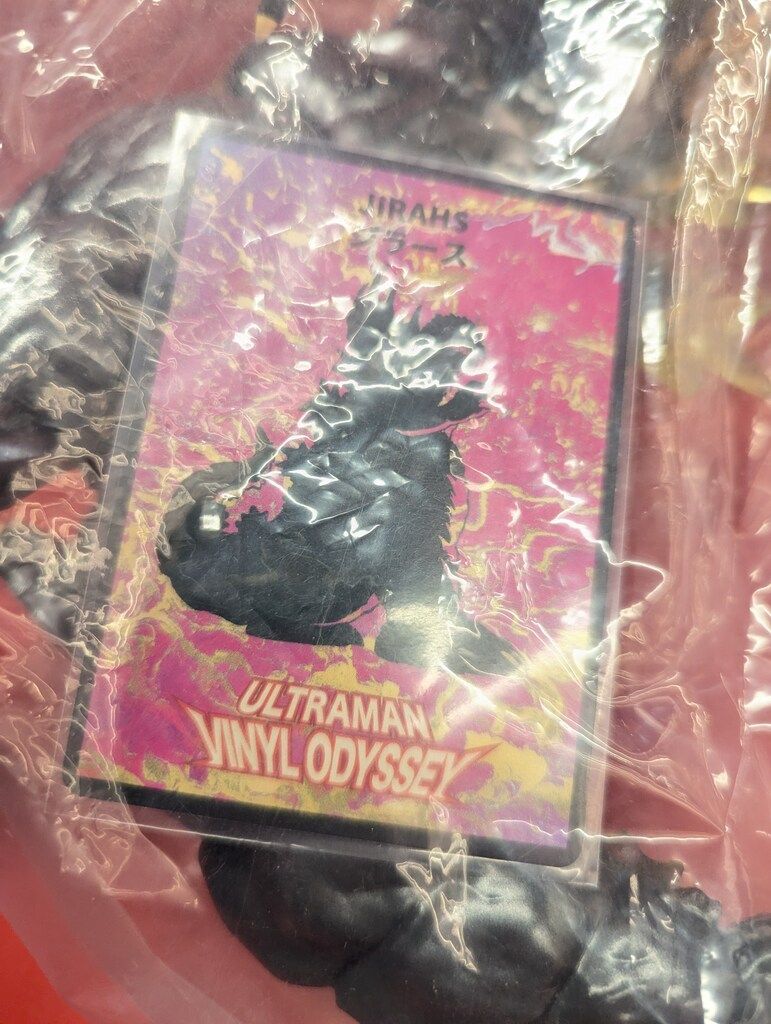 JIRAHS
ジラース
ULTRAMAN
VINYL ODYSSEY